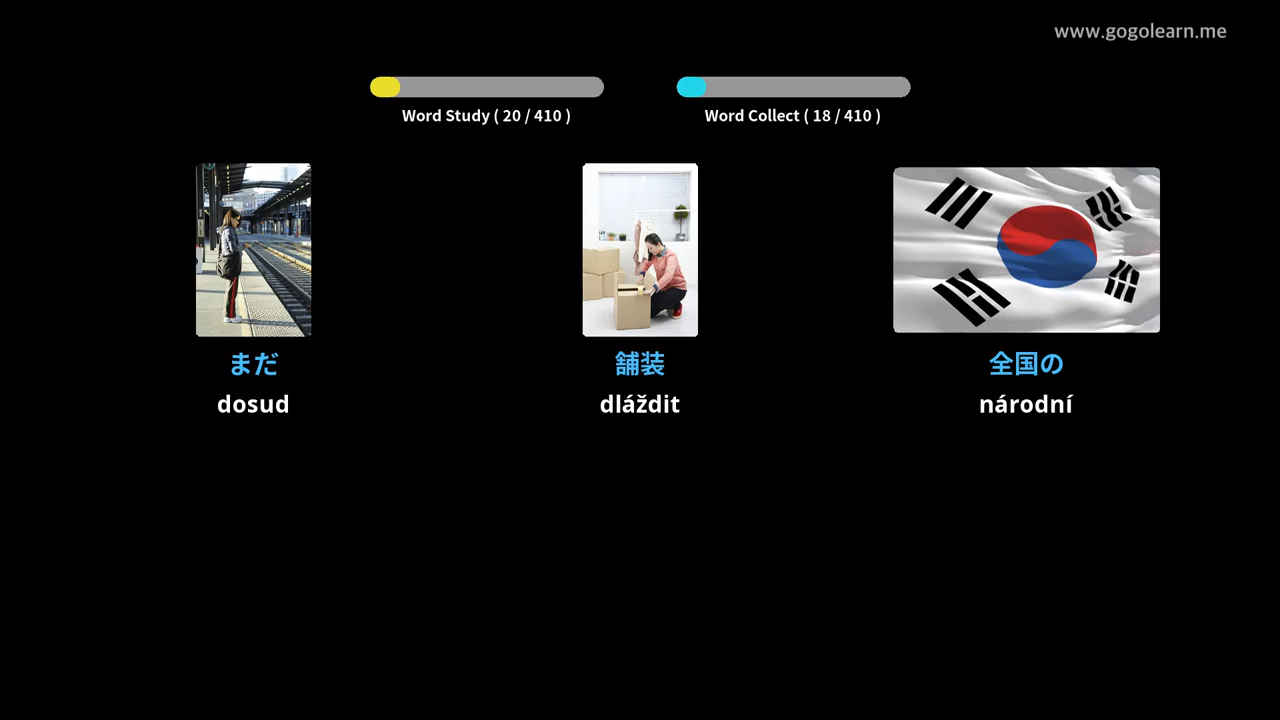 www.gogolearn.me
Word Study ( 20 / 410 )
Word Collect ( 18 / 410 )
まだ
舗装
全国の
dosud
dláždit
národní